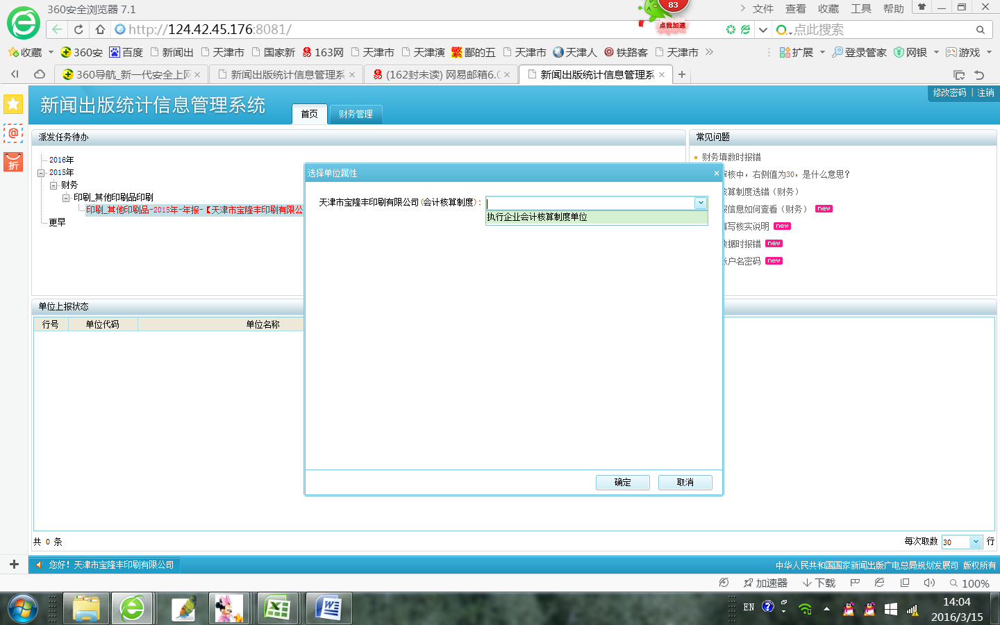 360安全浏览器 7.1
83
点我加速
文件 查看 收藏 工具 帮助
http://124.42.45.176:8081/
点此搜索
收藏 360安 百度 新闻出 天津市 国家新 163网 天津市 天津演 繁 鄙的五 天津市 天津人 铁路客 天津市 扩展 登录管家 网银 游戏
360导航_新一代安全上网 新闻出版统计信息管理系 (162封未读) 网易邮箱6.0 新闻出版统计信息管理系
新闻出版统计信息管理系统
首页 财务管理
修改密码 | 注销
折
派发任务待办
2016年
2015年
财务
印刷_其他印刷品印刷
印刷_其他印刷品-2015年-年报-【天津市宝隆丰印刷有限公
更早
常见问题
财务填数时报错
审核中，右侧值为30，是什么意思？
核算制度选错（财务）
报信息如何查看（财务） new
填写核实说明 new
数据时报错 new
账户名密码 new
选择单位属性
天津市宝隆丰印刷有限公司(会计核算制度)：
执行企业会计核算制度单位
确定 取消
单位上报状态
行号 单位代码 单位名称
共 0 条
每次取数 30 行
您好！天津市宝隆丰印刷有限公司
中华人民共和国国家新闻出版广电总局规划发展司 版权所有
加速器 下载 100%
EN
14:04
2016/3/15